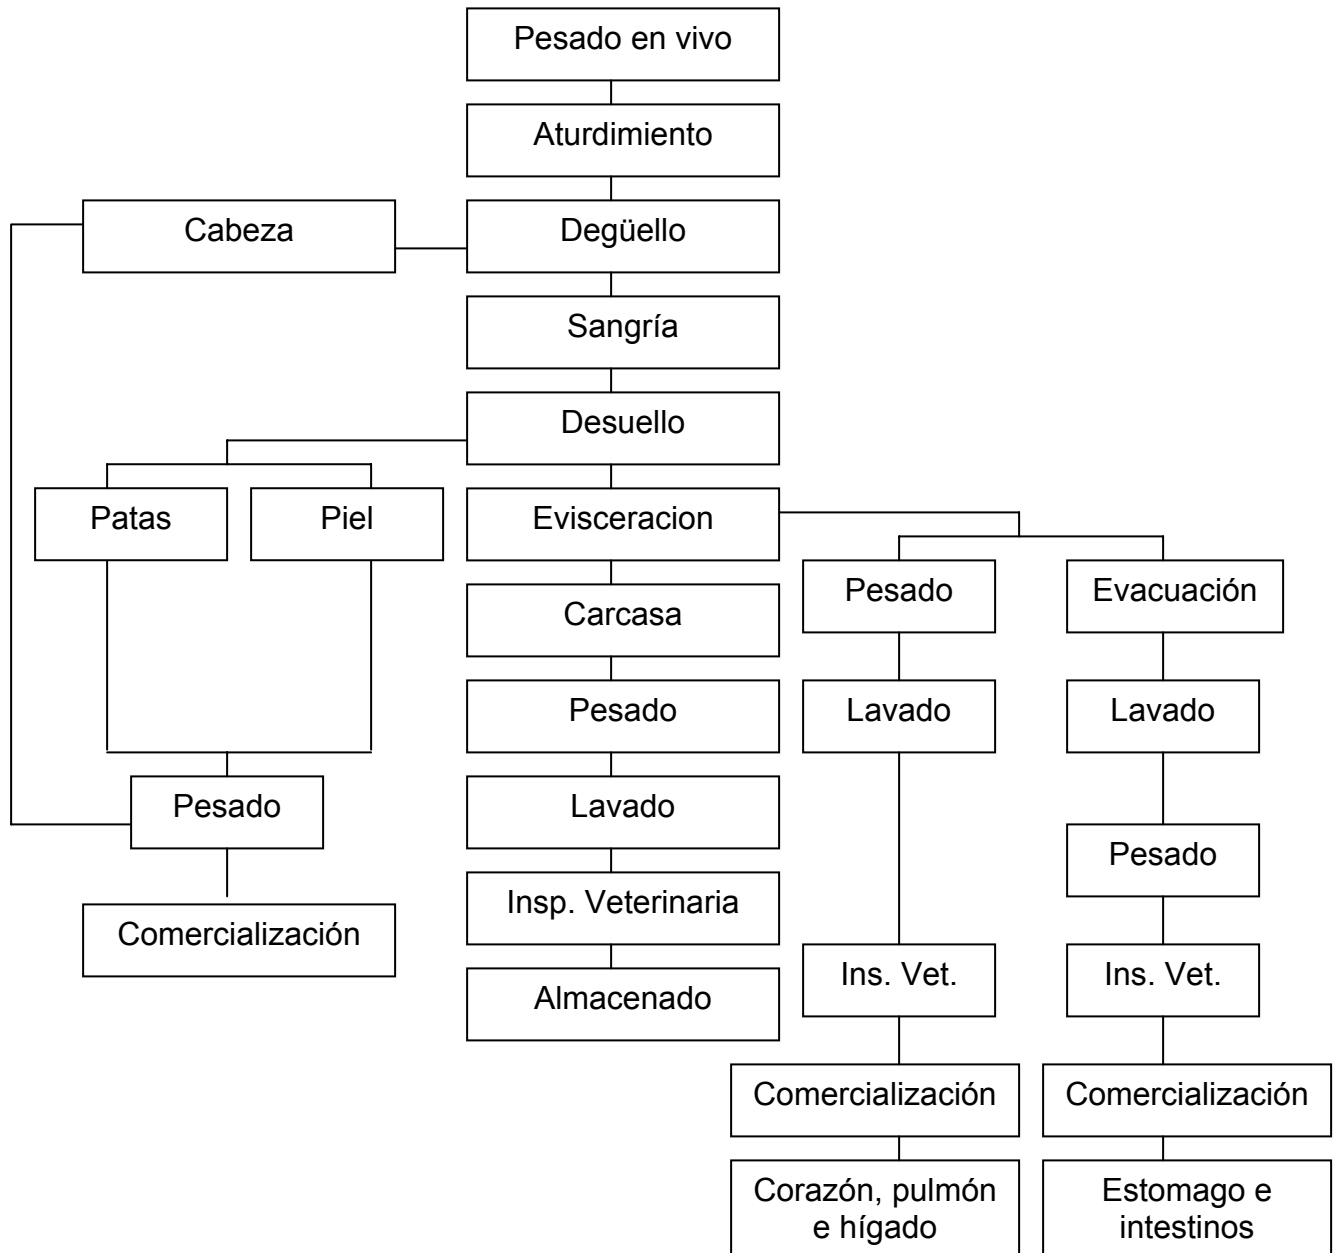 Pesado en vivo
Aturdimiento
Cabeza
Degüello
Sangría
Desuello
Patas
Piel
Evisceracion
Pesado
Evacuación
Carcasa
Pesado
Lavado
Lavado
Pesado
Lavado
Pesado
Insp. Veterinaria
Comercialización
Ins. Vet.
Ins. Vet.
Almacenado
Comercialización
Comercialización
Corazón, pulmón
e hígado
Estomago e
intestinos